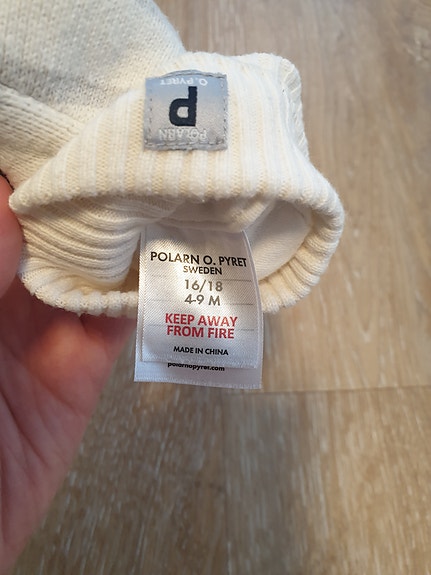 O. PYRET
P
POLARN
POLARN O. PYRET
SWEDEN
16/18
4-9 M
KEEP AWAY
FROM FIRE
MADE IN CHINA
polarnopyret.com